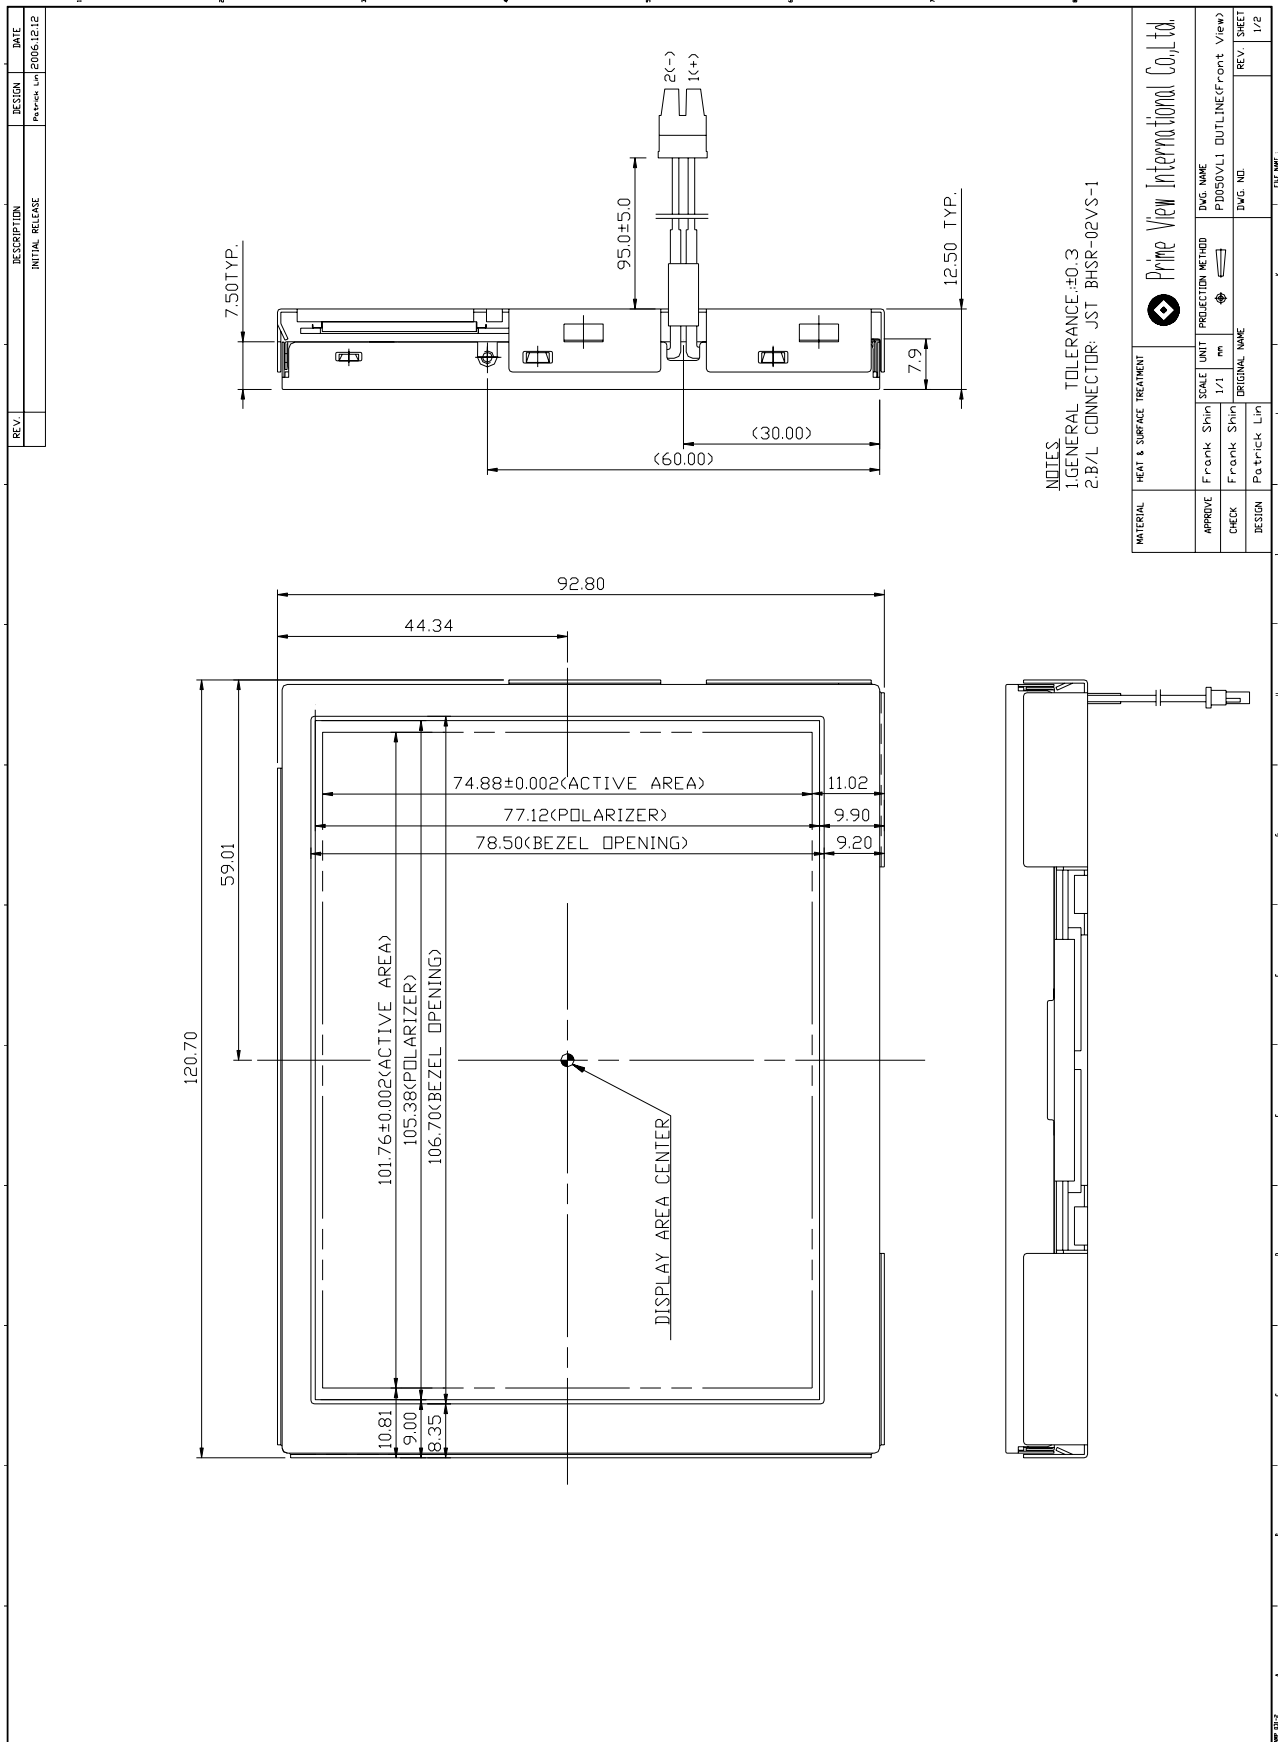 REV.
DESCRIPTION
DESIGN
DATE
INITIAL RELEASE
Patrick Lin
2006.12.12
7.50TYP.
95.0±5.0
2(-)
1(+)
12.50 TYP.
7.9
(30.00)
(60.00)
NOTES
1.GENERAL TOLERANCE:±0.3
2.B/L CONNECTOR: JST BHSR-02VS-1
MATERIAL
HEAT & SURFACE TREATMENT
Prime View International Co.,Ltd.
APPROVE
Frank Shin
SCALE
UNIT
PROJECTION METHOD
DWG. NAME
1/1
mm
PD050VL1 OUTLINE(Front View)
CHECK
Frank Shin
ORIGINAL NAME
DWG. NO.
REV.
SHEET
1/2
DESIGN
Patrick Lin
92.80
44.34
74.88±0.002(ACTIVE AREA)
11.02
77.12(POLARIZER)
9.90
78.50(BEZEL OPENING)
9.20
59.01
120.70
101.76±0.002(ACTIVE AREA)
105.38(POLARIZER)
106.70(BEZEL OPENING)
DISPLAY AREA CENTER
10.81
9.00
8.35